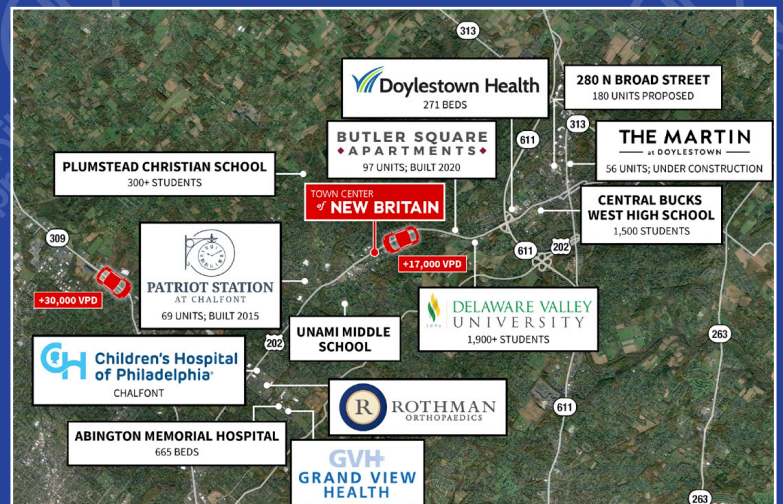 313
Doylestown Health
271 BEDS
280 N BROAD STREET
180 UNITS PROPOSED
313
611
BUTLER SQUARE
APARTMENTS
97 UNITS; BUILT 2020
THE MARTIN
at DOYLESTOWN
56 UNITS; UNDER CONSTRUCTION
PLUMSTEAD CHRISTIAN SCHOOL
300+ STUDENTS
TOWN CENTER
of NEW BRITAIN
CENTRAL BUCKS
WEST HIGH SCHOOL
1,500 STUDENTS
309
611
202
+17,000 VPD
PATRIOT STATION
AT CHALFONT
69 UNITS; BUILT 2015
+30,000 VPD
1896
DELAWARE VALLEY
UNIVERSITY
1,900+ STUDENTS
UNAMI MIDDLE
SCHOOL
263
202
CH
Children's Hospital
of Philadelphia
CHALFONT
R
ROTHMAN
ORTHOPAEDICS
611
ABINGTON MEMORIAL HOSPITAL
665 BEDS
GVH
GRAND VIEW
HEALTH
263